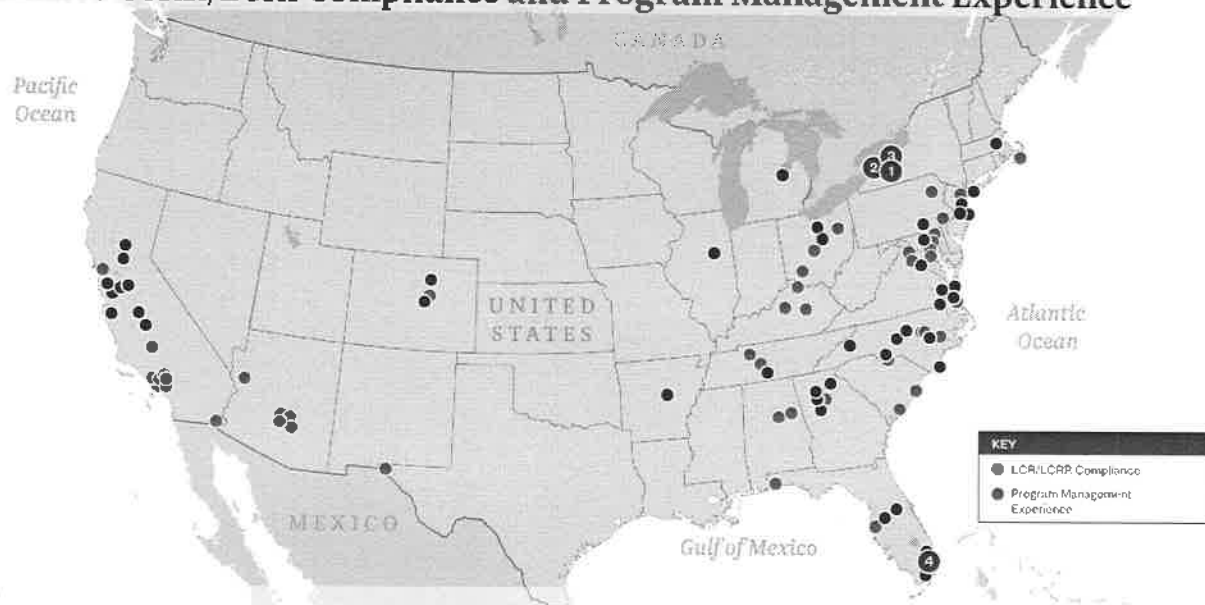 Compliance and Program Management Experience
CANADA
Pacific
Ocean
3
2
1
UNITED
STATES
Atlantic
Ocean
KEY
LCR/LCRR Compliance
Program Management
Experience
MEXICO
Gulf of Mexico
4